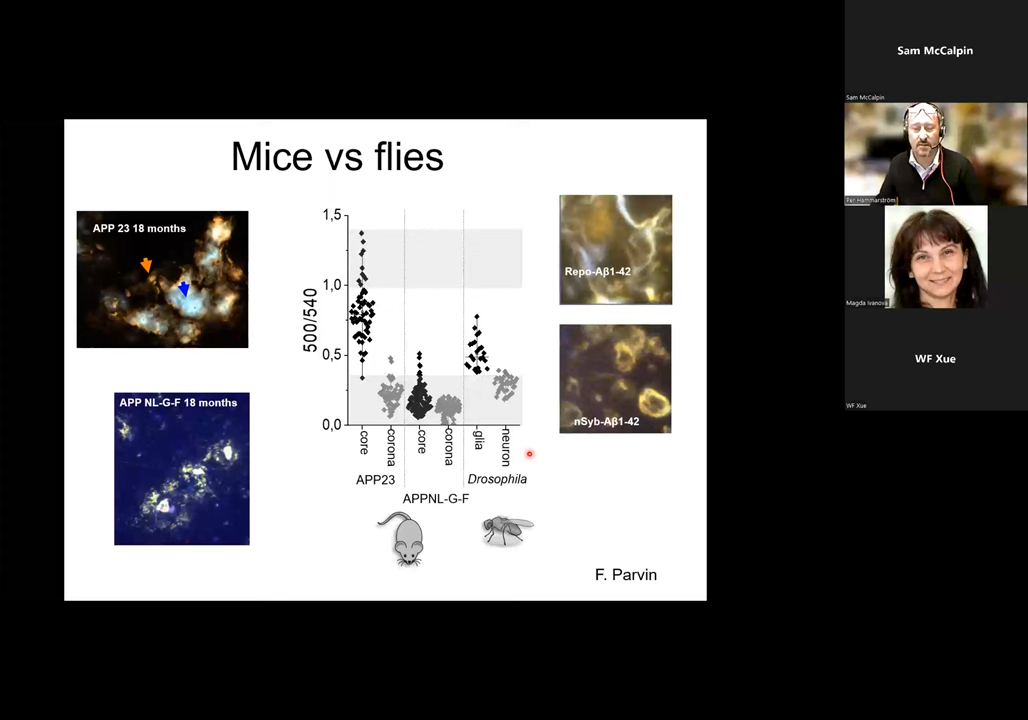 Mice vs flies
APP 23 18 months
APP NL-G-F 18 months
500/540
1,5
1,0
0,5
0,0
core
corona
core
corona
glia
neuron
APP23
APPNL-G-F
Drosophila
Repo-Aβ1-42
nSyb-Aβ1-42
F. Parvin
Sam McCalpin
Sam McCalpin
Per Hammarström
Magda Ivanova
WF Xue
WF Xue